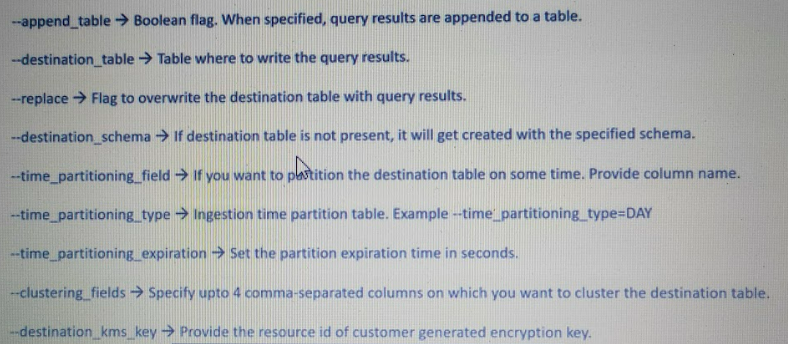 --append_table → Boolean flag. When specified, query results are appended to a table.
--destination_table → Table where to write the query results.
--replace → Flag to overwrite the destination table with query results.
--destination_schema → If destination table is not present, it will get created with the specified schema.
--time_partitioning_field → If you want to partition the destination table on some time. Provide column name.
--time_partitioning_type → Ingestion time partition table. Example --time_partitioning_type=DAY
--time_partitioning_expiration → Set the partition expiration time in seconds.
--clustering_fields → Specify upto 4 comma-separated columns on which you want to cluster the destination table.
--destination_kms_key → Provide the resource id of customer generated encryption key.